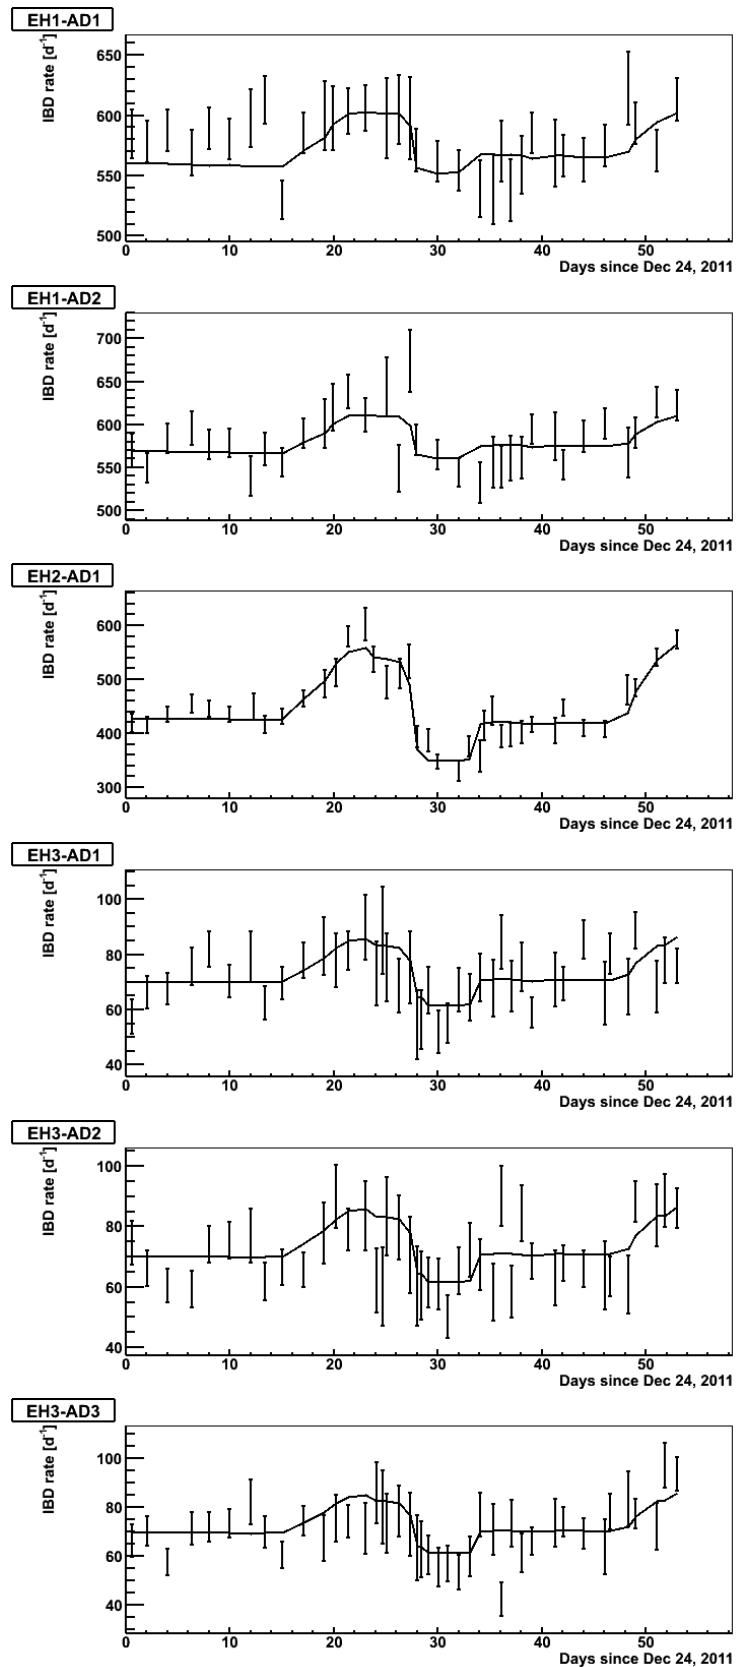 EH1-AD1
IBD rate [d⁻¹]
650
600
550
500
0 10 20 30 40 50
Days since Dec 24, 2011
EH1-AD2
IBD rate [d⁻¹]
700
650
600
550
500
0 10 20 30 40 50
Days since Dec 24, 2011
EH2-AD1
IBD rate [d⁻¹]
600
500
400
300
0 10 20 30 40 50
Days since Dec 24, 2011
EH3-AD1
IBD rate [d⁻¹]
100
80
60
40
0 10 20 30 40 50
Days since Dec 24, 2011
EH3-AD2
IBD rate [d⁻¹]
100
80
60
40
0 10 20 30 40 50
Days since Dec 24, 2011
EH3-AD3
IBD rate [d⁻¹]
100
80
60
40
0 10 20 30 40 50
Days since Dec 24, 2011